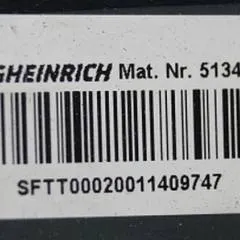 GHEINRICH Mat. Nr. 5134
SFTT00020011409747